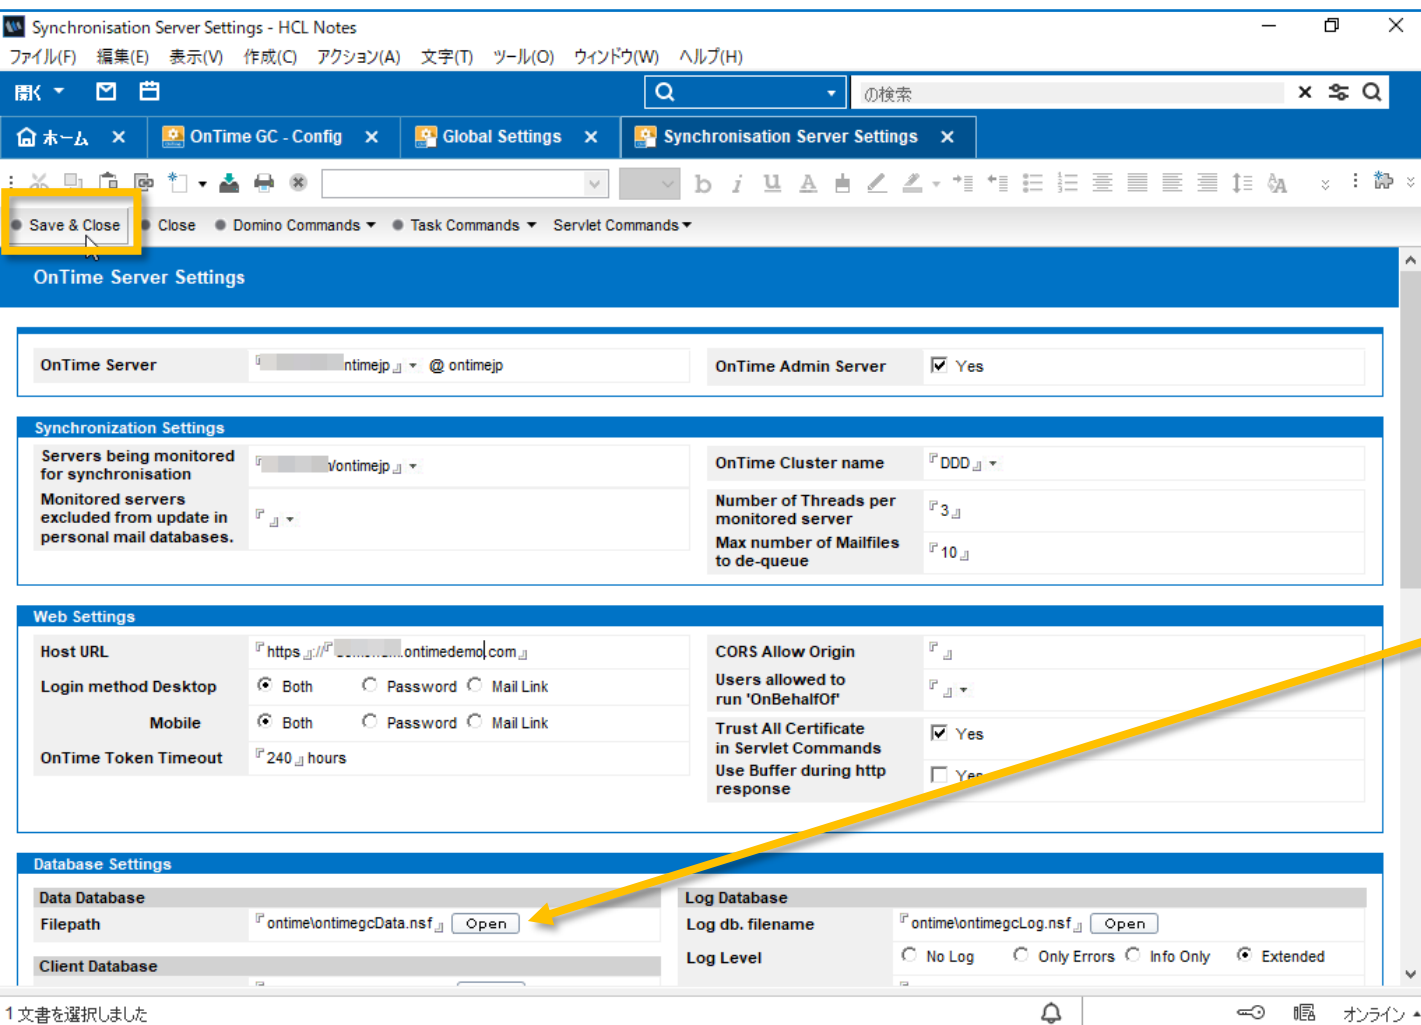 Synchronisation Server Settings - HCL Notes
ファイル(F) 編集(E) 表示(V) 作成(C) アクション(A) 文字(T) ツール(O) ウィンドウ(W) ヘルプ(H)
開く の検索
ホーム OnTime GC - Config Global Settings Synchronisation Server Settings
Save & Close Close Domino Commands Task Commands Servlet Commands
OnTime Server Settings
OnTime Server ntimejp @ ontimejp OnTime Admin Server Yes
Synchronization Settings
Servers being monitored for synchronisation /ontimejp OnTime Cluster name DDD
Monitored servers excluded from update in personal mail databases.
Number of Threads per monitored server 3
Max number of Mailfiles to de-queue 10
Web Settings
Host URL https :// .ontimedemo.com CORS Allow Origin
Login method Desktop Both Password Mail Link Users allowed to run 'OnBehalfOf'
Mobile Both Password Mail Link Trust All Certificate in Servlet Commands Yes
OnTime Token Timeout 240 hours Use Buffer during http response Yes
Database Settings
Data Database Log Database
Filepath ontime\ontimegcData.nsf Open Log db. filename ontime\ontimegcLog.nsf Open
Client Database Log Level No Log Only Errors Info Only Extended
1 文書を選択しました オンライン